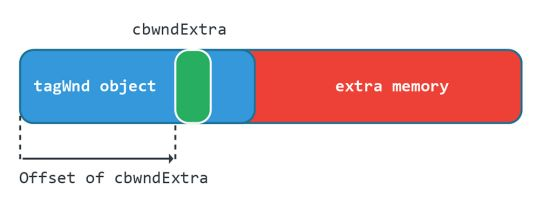 cbwndExtra
tagWnd object
extra memory
Offset of cbwndExtra